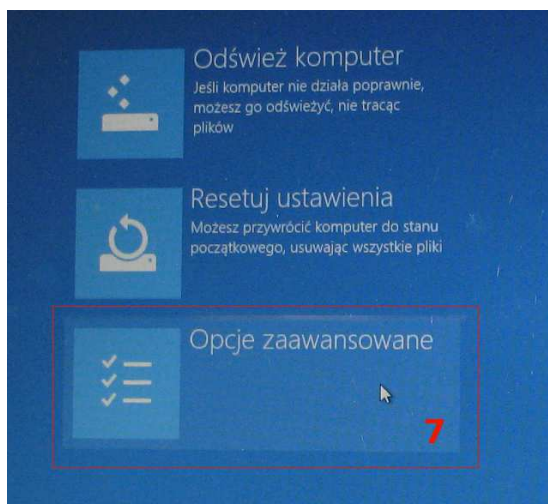 Odśwież komputer
Jeśli komputer nie działa poprawnie,
możesz go odświeżyć, nie tracąc
plików
Resetuj ustawienia
Możesz przywrócić komputer do stanu
początkowego, usuwając wszystkie pliki
Opcje zaawansowane
7